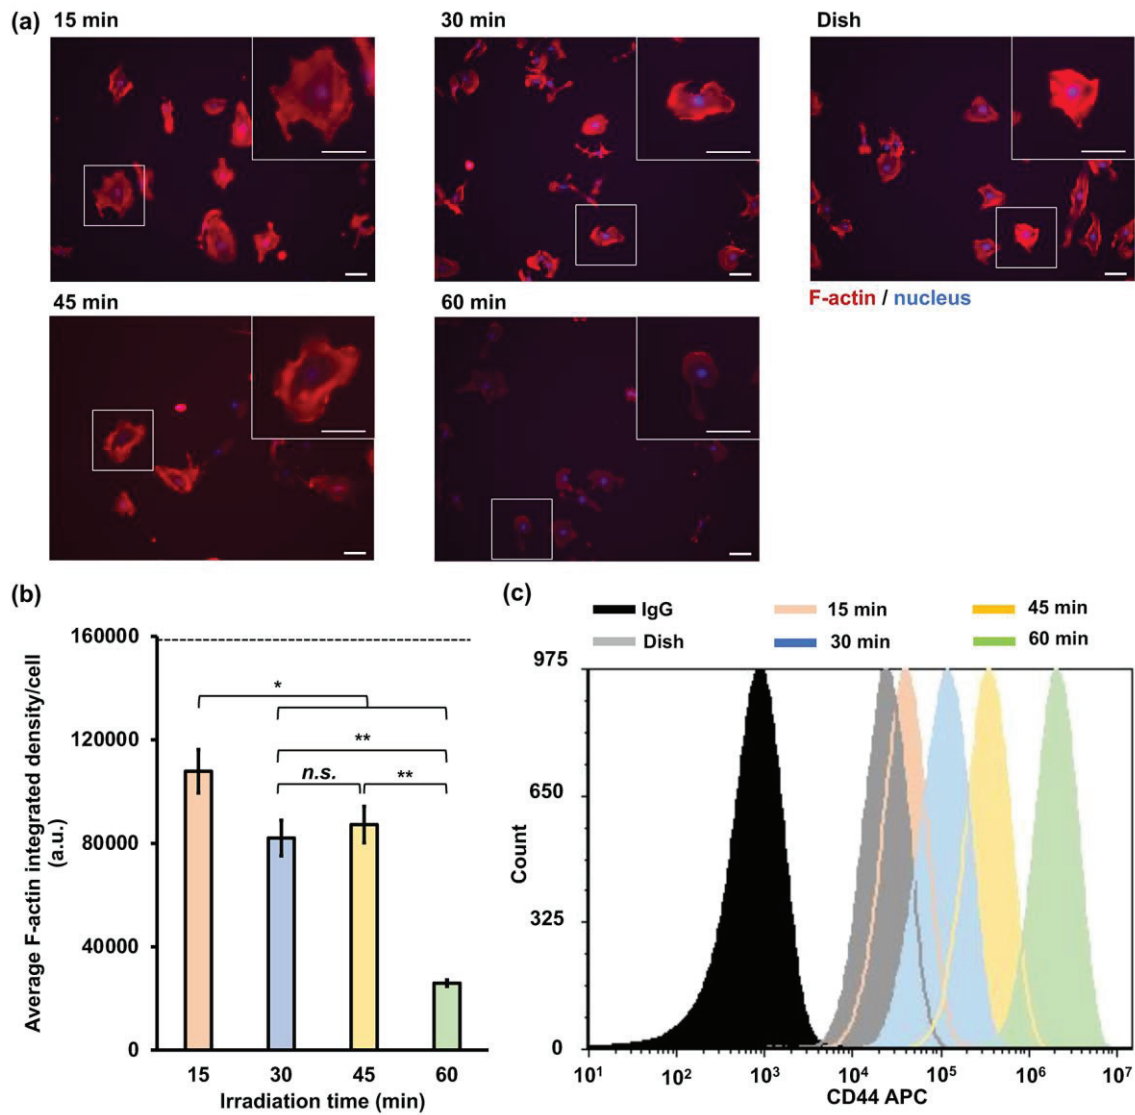 (a)
15 min
30 min
Dish
45 min
60 min
F-actin / nucleus
(b)
Average F-actin integrated density/cell
(a.u.)
160000
120000
80000
40000
0
*
**
n.s.
**
15 30 45 60
Irradiation time (min)
(c)
IgG
15 min
45 min
Dish
30 min
60 min
975
650
325
0
Count
10¹ 10² 10³ 10⁴ 10⁵ 10⁶ 10⁷
CD44 APC